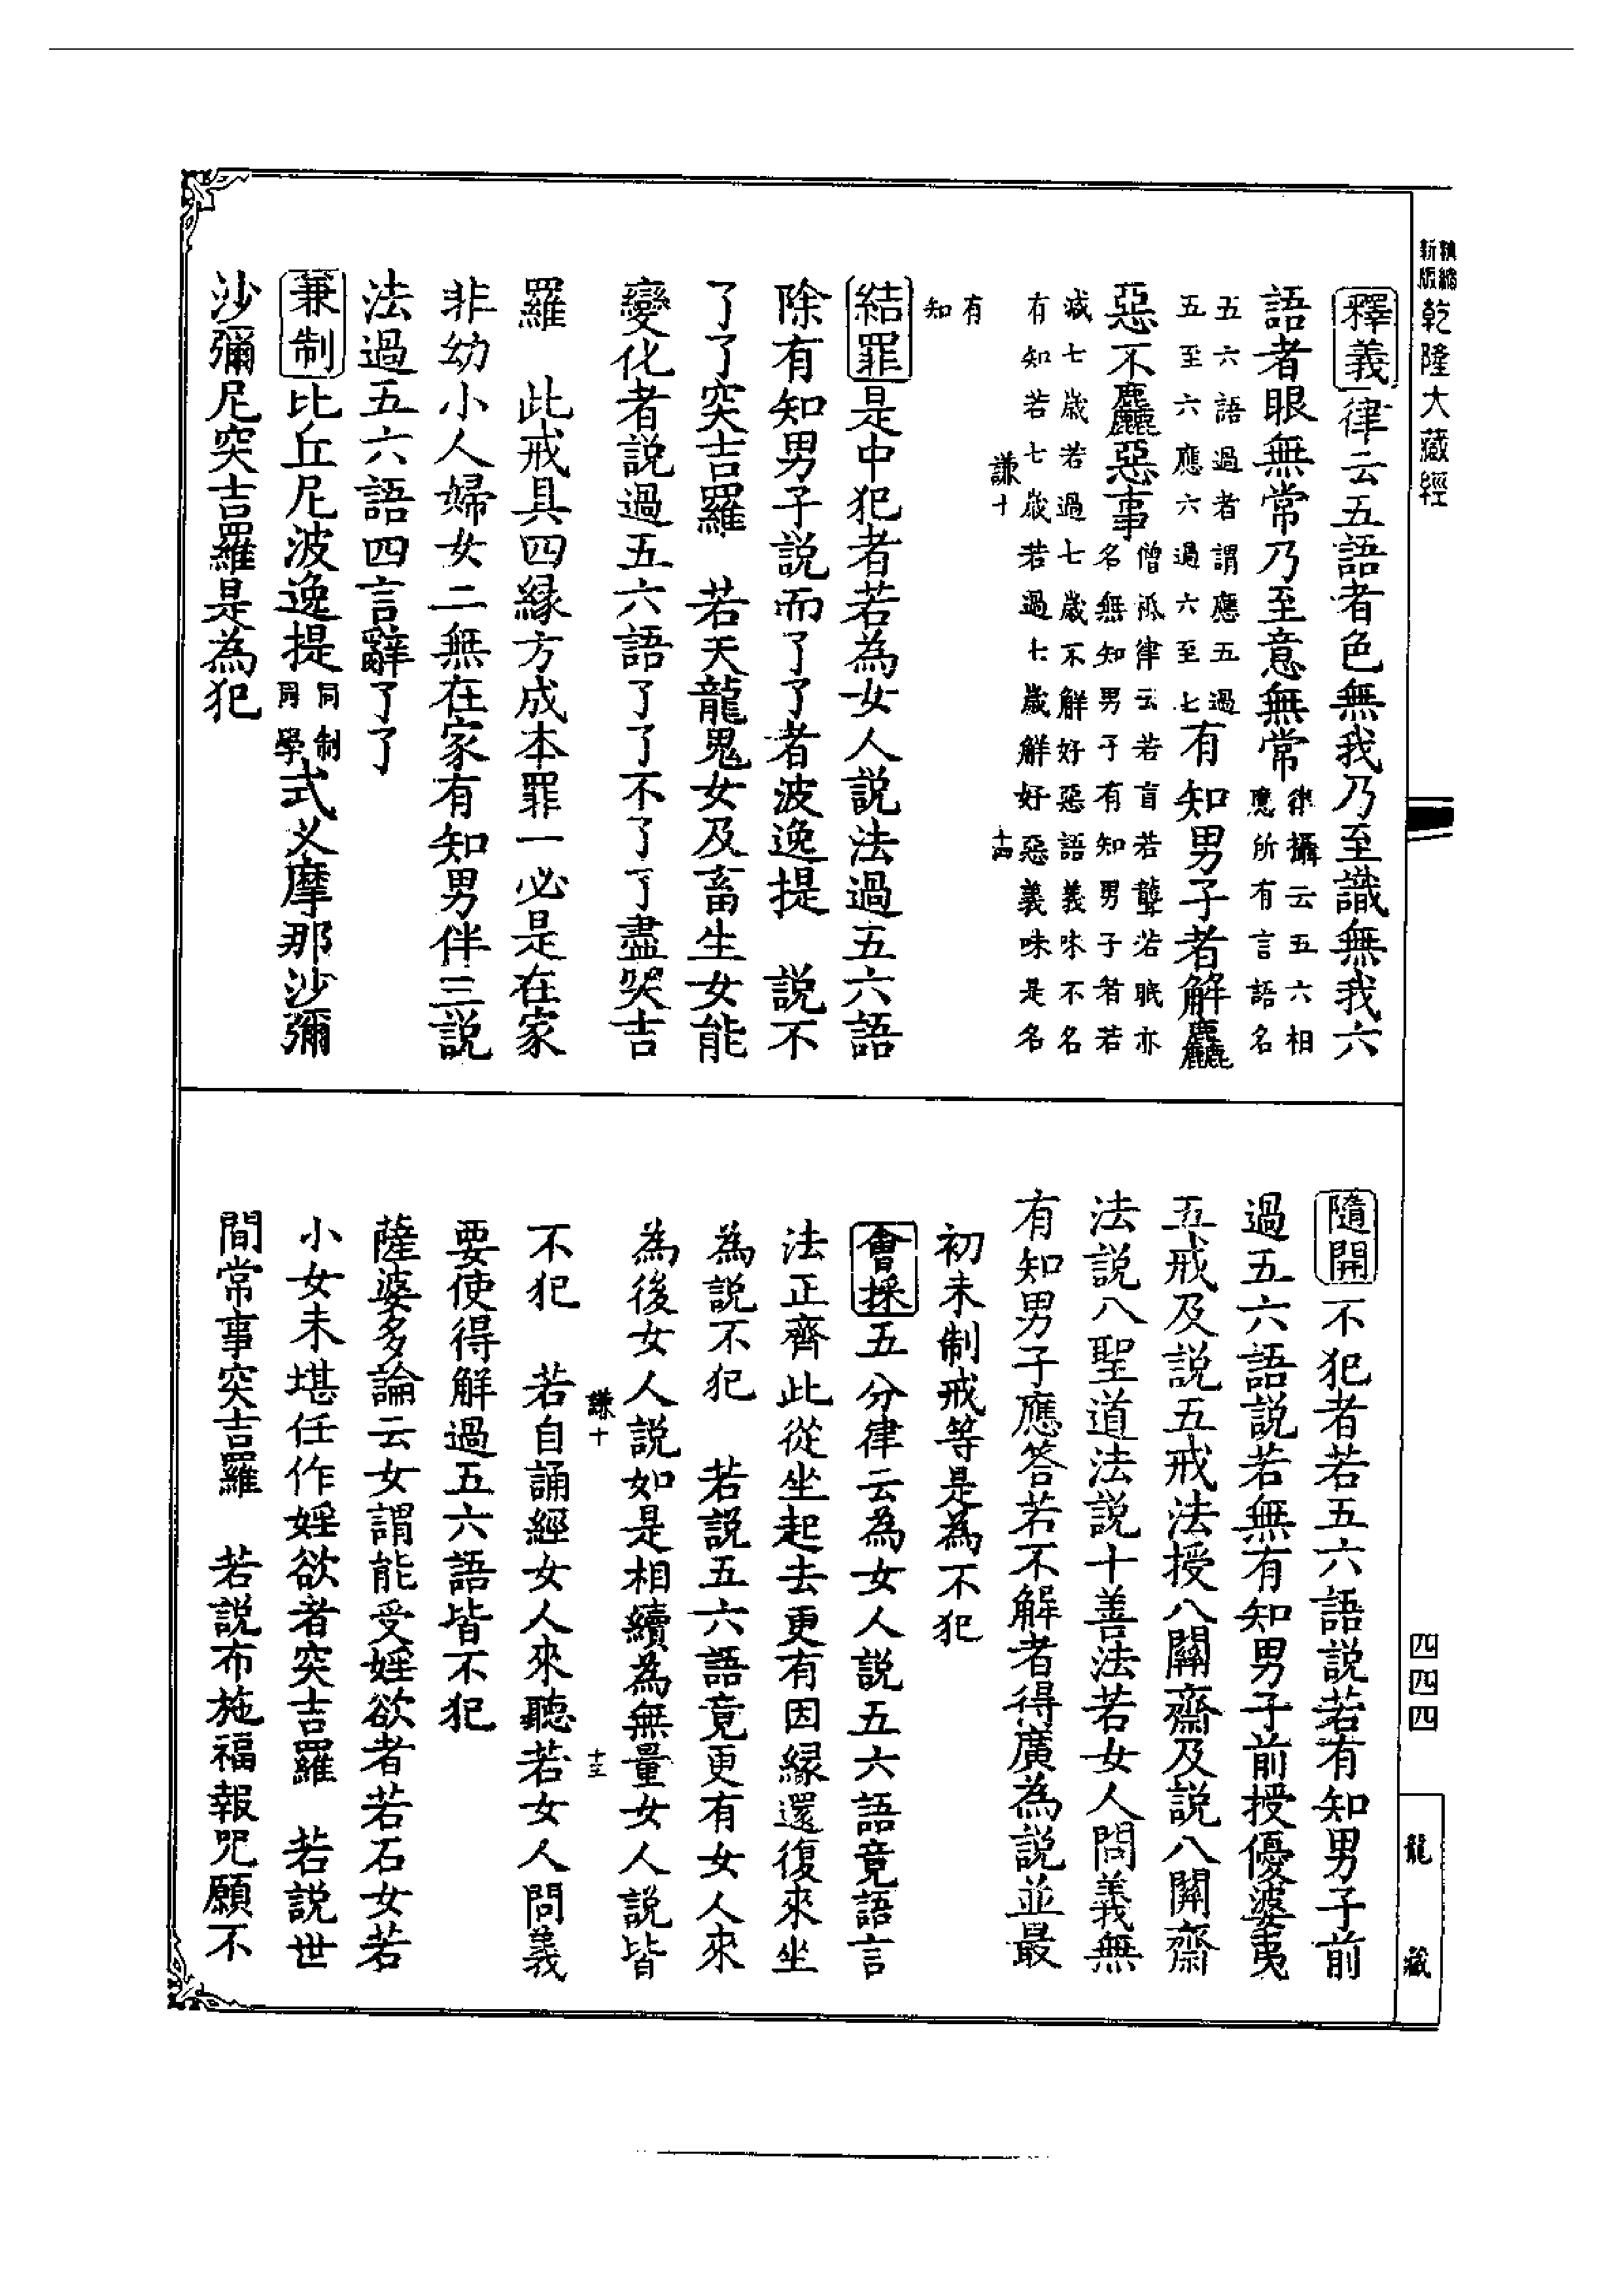 新版精縮乾隆大藏經
釋義律云五語者色無我乃至識無我六
語者眼無常乃至意無常律攝云五六相
應所有言語名
五六語過者謂應五過
五至六應六過六至七有知男子者解麤
惡不麤惡事僧祇律云若盲若聾若眠亦
名無知男子有知男子者若
減七歲若過七歲不解好惡語義味不名
有知若七歲若過七歲解好惡義味是名
謙十
十四
有
知
結罪是中犯者若為女人說法過五六語
除有知男子說而了了者波逸提　說不
了了突吉羅　若天龍鬼女及畜生女能
變化者說過五六語了了不了了盡突吉
羅　此戒具四緣方成本罪一必是在家
非幼小人婦女二無在家有知男伴三說
法過五六語四言辭了了
兼制比丘尼波逸提同制
同學式叉摩那沙彌
沙彌尼突吉羅是為犯
隨開不犯者若五六語說若有知男子前
過五六語說若無有知男子前授優婆夷
五戒及說五戒法授八關齋及說八關齋
法說八聖道法說十善法若女人問義無
有知男子應答若不解者得廣為說並最
初未制戒等是為不犯
會採五分律云為女人說五六語竟語言
法正齊此從坐起去更有因緣還復來坐
為說不犯　若說五六語竟更有女人來
為後女人說如是相續為無量女人說皆
謙十
十五
不犯　若自誦經女人來聽若女人問義
要使得解過五六語皆不犯
薩婆多論云女謂能受婬欲者若石女若
小女未堪任作婬欲者突吉羅　若說世
間常事突吉羅　若說布施福報咒願不
四四四
龍藏